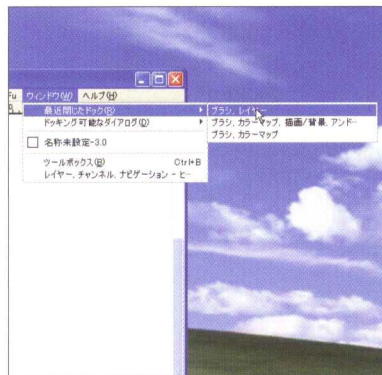 Fu ウィンドウ(W) ヘルプ(H)
最近閉じたドック(R)
ドッキング可能なダイアログ(D)
名称未設定-3.0
ツールボックス(B) Ctrl+B
レイヤー, チャンネル, ナビゲーション - ヒ…
ブラシ, レイヤー
ブラシ, カラーマップ, 描画/背景, アンド…
ブラシ, カラーマップ